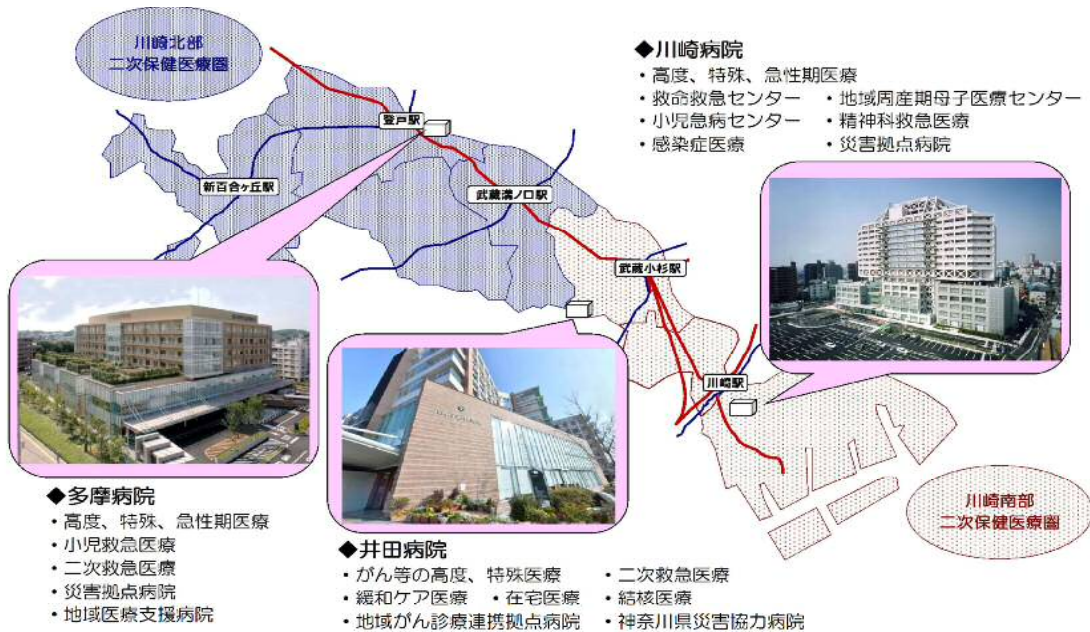 川崎北部
二次保健医療圏
◆川崎病院
・高度、特殊、急性期医療
・救命救急センター ・地域周産期母子医療センター
・小児急病センター ・精神科救急医療
・感染症医療 ・災害拠点病院
登戸駅
新百合ヶ丘駅
武蔵溝ノ口駅
武蔵小杉駅
川崎駅
川崎南部
二次保健医療圏
◆多摩病院
・高度、特殊、急性期医療
・小児救急医療
・二次救急医療
・災害拠点病院
・地域医療支援病院
◆井田病院
・がん等の高度、特殊医療 ・二次救急医療
・緩和ケア医療 ・在宅医療 ・結核医療
・地域がん診療連携拠点病院 ・神奈川県災害協力病院